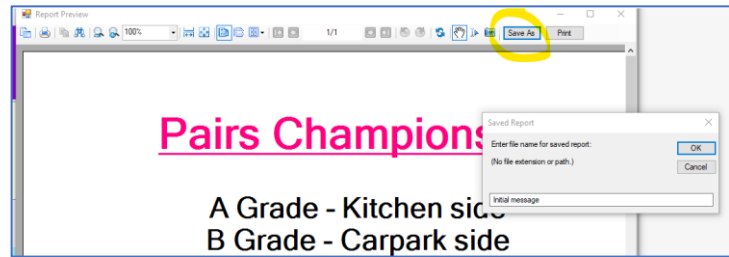 Report Preview
100%
1/1
Save As
Print
Pairs Champions
A Grade - Kitchen side
B Grade - Carpark side
Saved Report
Enter file name for saved report:
(No file extension or path.)
OK
Cancel
Initial message